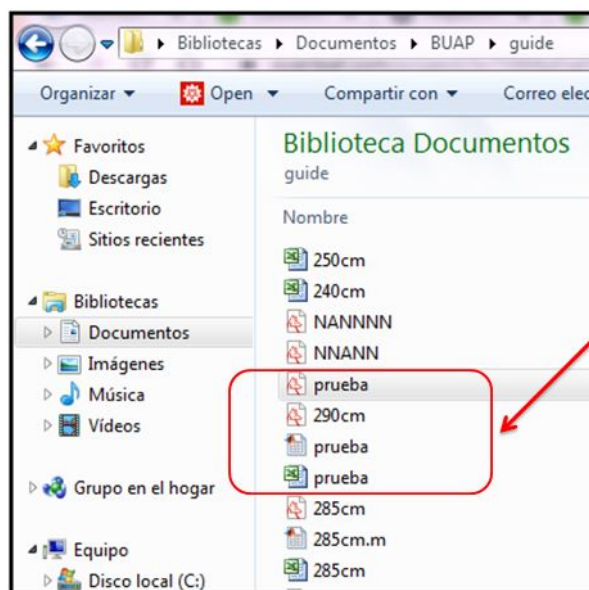 Bibliotecas Documentos BUAP guide
Organizar Open Compartir con Correo elec
Favoritos
Descargas
Escritorio
Sitios recientes
Bibliotecas
Documentos
Imágenes
Música
Vídeos
Grupo en el hogar
Equipo
Disco local (C:)
Biblioteca Documentos
guide
Nombre
250cm
240cm
NANNNN
NNANN
prueba
290cm
prueba
prueba
285cm
285cm.m
285cm